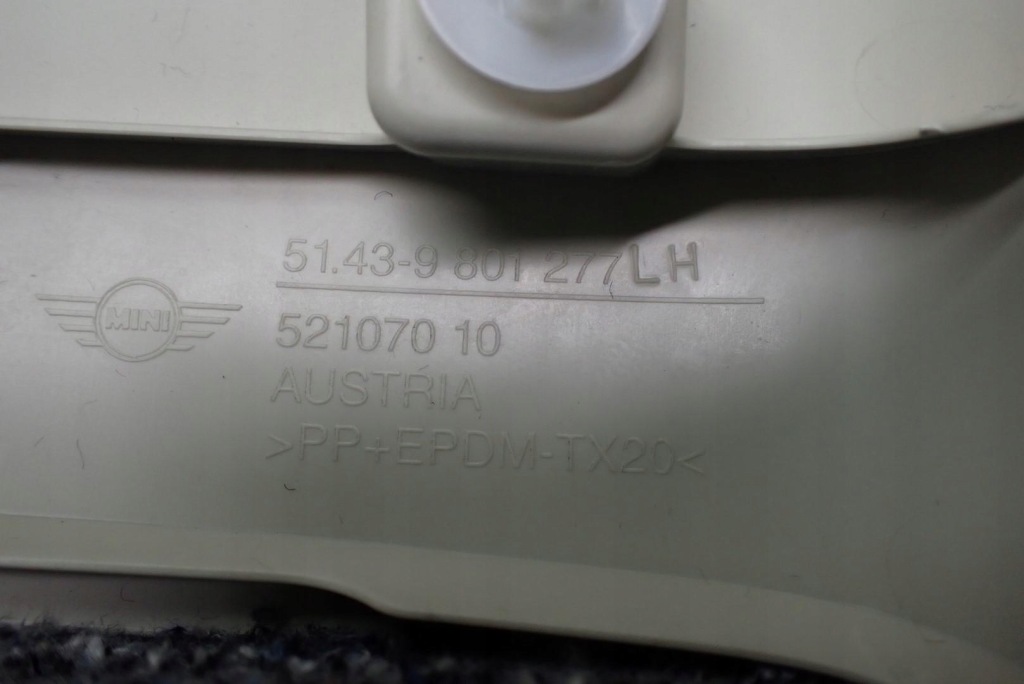 51.43-9 801 277 LH
MINI
521070 10
AUSTRIA
>PP+EPDM-TX20<